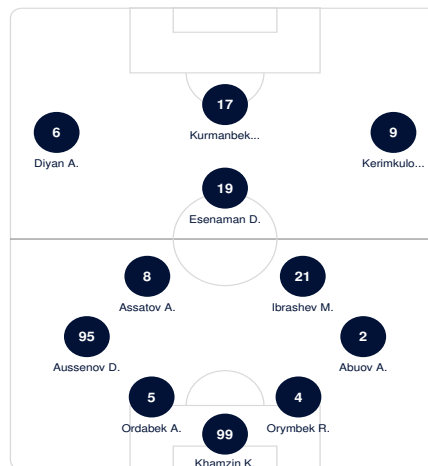 17
Kurmanbek...
6
Diyan A.
9
Kerimkulo...
19
Esenaman D.
8
Assatov A.
21
Ibrashev M.
95
Aussenov D.
2
Abuov A.
5
Ordabek A.
4
Orymbek R.
99
Khamzin K.